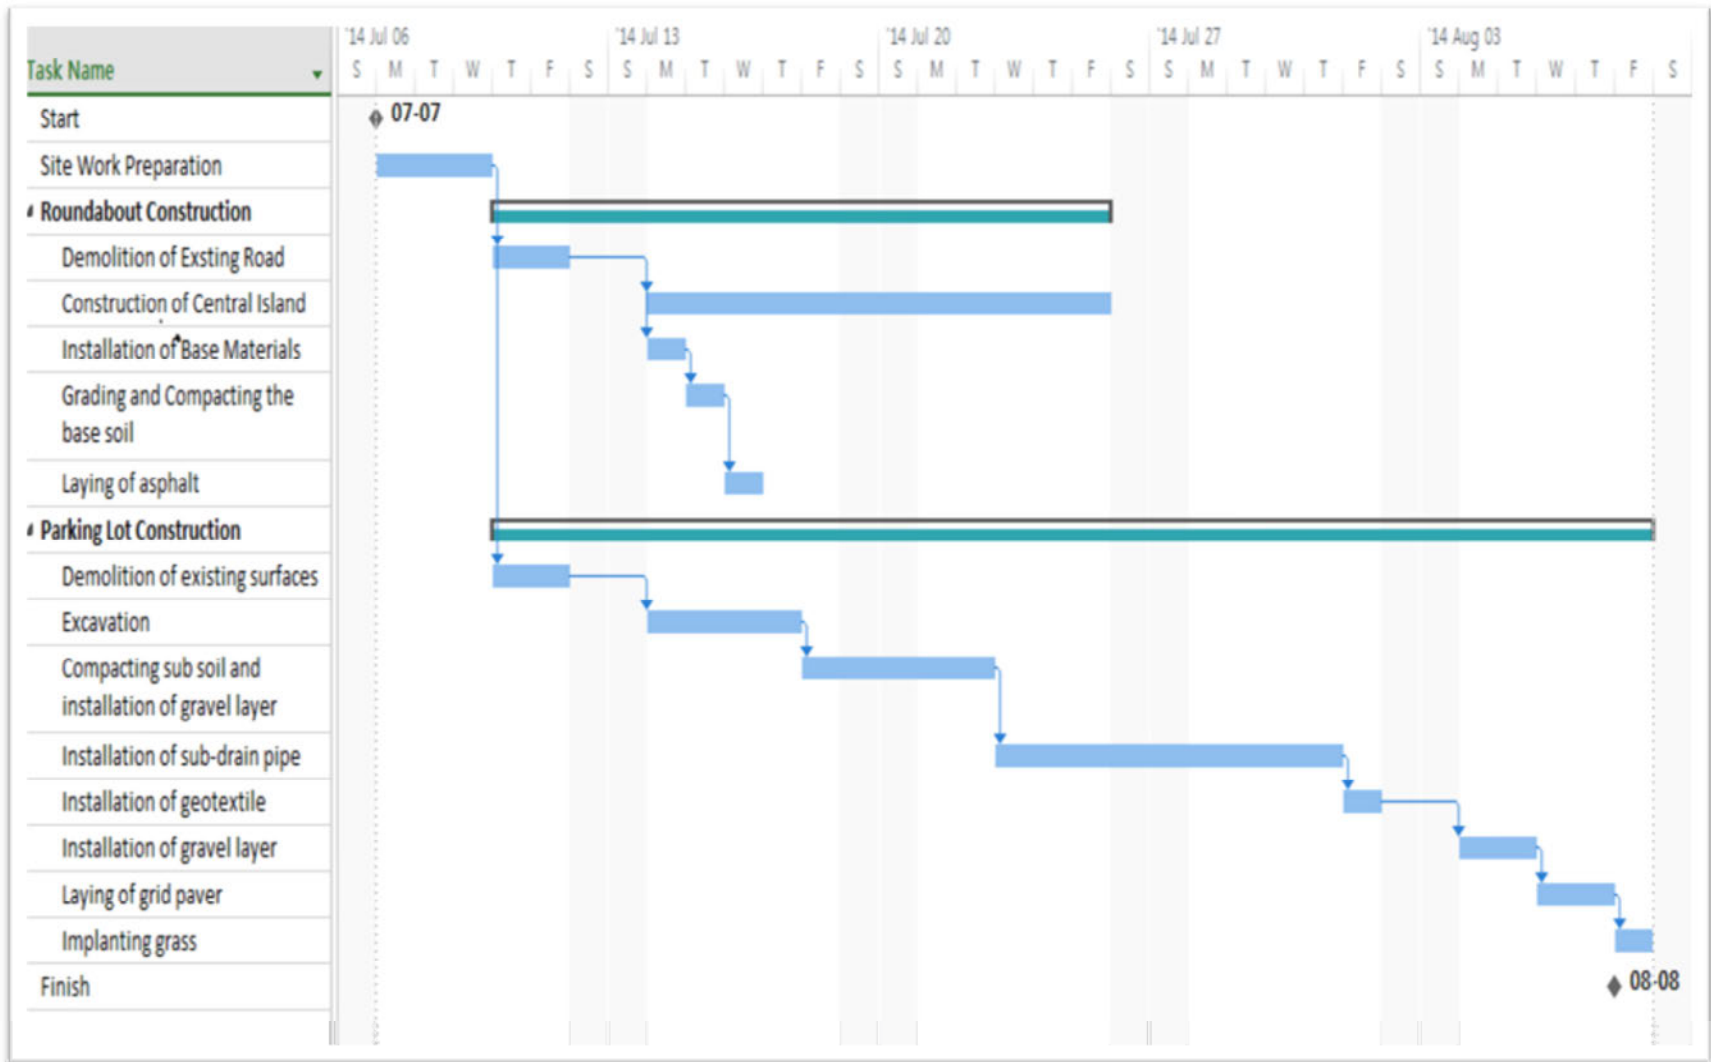 '14 Jul 06 '14 Jul 13 '14 Jul 20 '14 Jul 27 '14 Aug 03
Task Name S M T W T F S S M T W T F S S M T W T F S S M T W T F S S M T W T F S
Start 07-07
Site Work Preparation
Roundabout Construction
Demolition of Exsting Road
Construction of Central Island
Installation of Base Materials
Grading and Compacting the
base soil
Laying of asphalt
Parking Lot Construction
Demolition of existing surfaces
Excavation
Compacting sub soil and
installation of gravel layer
Installation of sub-drain pipe
Installation of geotextile
Installation of gravel layer
Laying of grid paver
Implanting grass
Finish 08-08